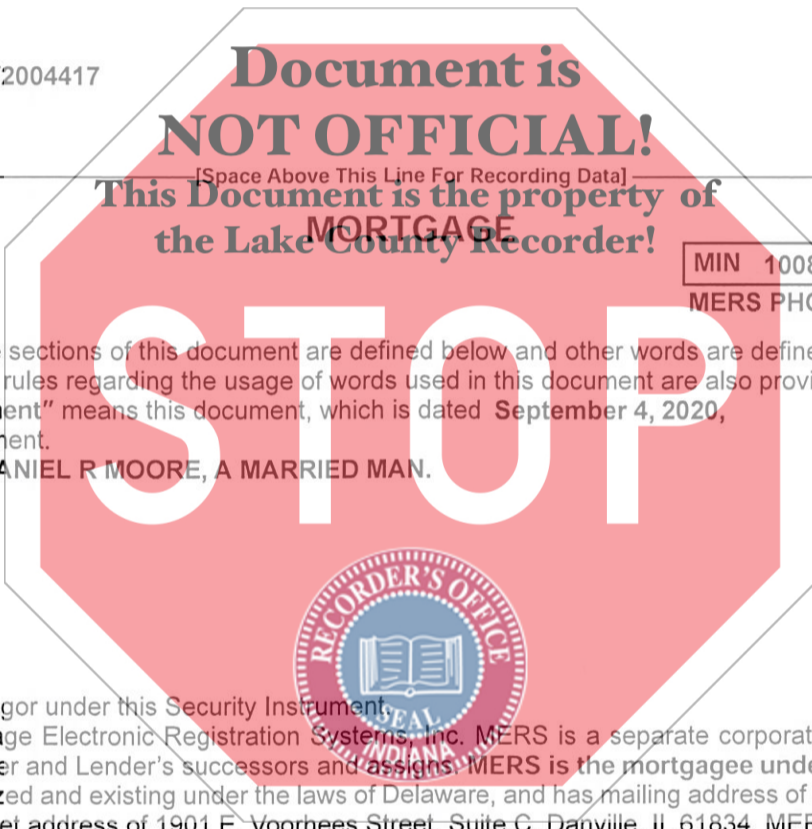 2004417
Document is
NOT OFFICIAL!
[Space Above This Line For Recording Data]
This Document is the property of
MORTGAGE
the Lake County Recorder!
MIN 1008
MERS PHO
sections of this document are defined below and other words are define
rules regarding the usage of words used in this document are also provi
ent” means this document, which is dated September 4, 2020,
ent.
ANIEL R MOORE, A MARRIED MAN.
STOP
RECORDER'S OFFICE
SEAL
INDIANA
gor under this Security Instrument.
ge Electronic Registration Systems, Inc. MERS is a separate corporat
er and Lender's successors and assigns. MERS is the mortgagee unde
zed and existing under the laws of Delaware, and has mailing address of
et address of 1901 E. Voorhees Street, Suite C, Danville, IL 61834. MER